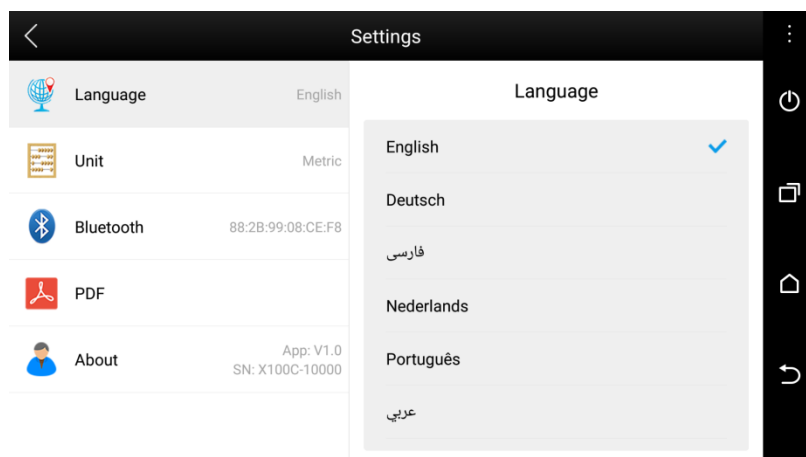 Settings
Language English
Unit Metric
Bluetooth 88:2B:99:08:CE:F8
PDF
About App: V1.0
SN: X100C-10000
Language
English
Deutsch
فارسی
Nederlands
Português
عربي